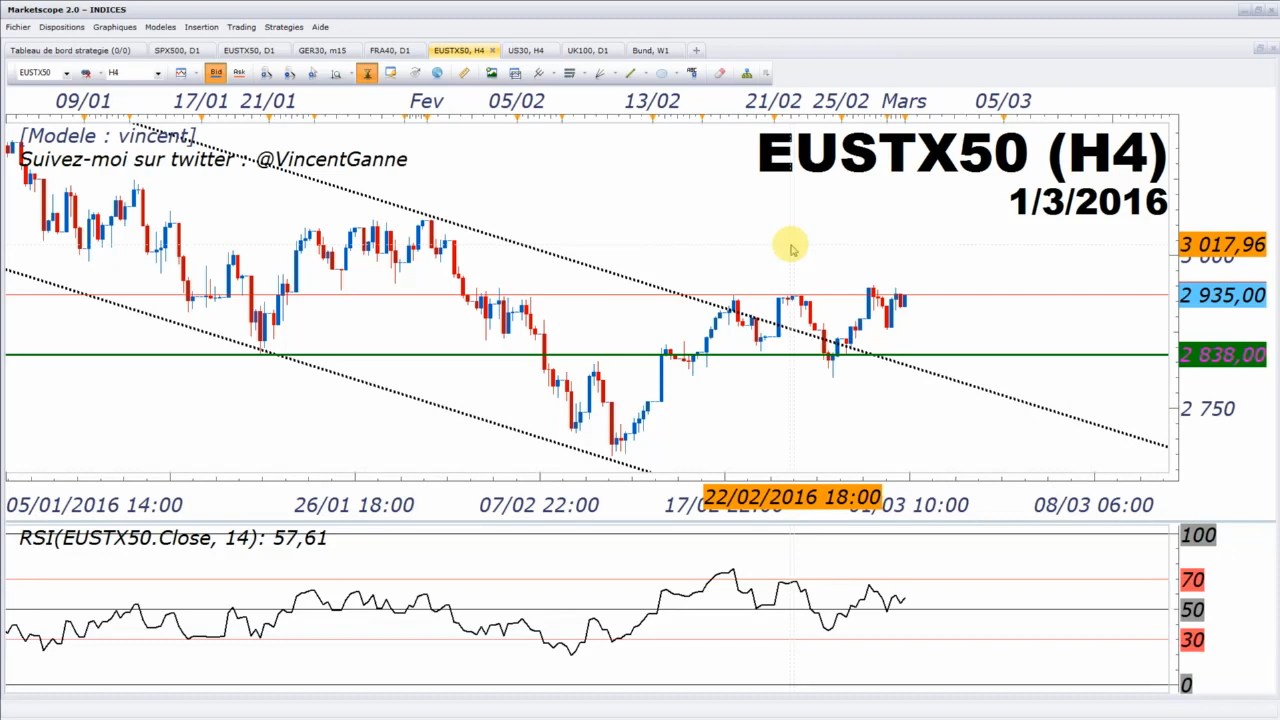 Marketscope 2.0 – INDICES
Fichier Dispositions Graphiques Modeles Insertion Trading Strategies Aide
Tableau de bord strategie (0/0) SPX500, D1 EUSTX50, D1 GER30, m15 FRA40, D1 EUSTX50, H4 US30, H4 UK100, D1 Bund, W1
EUSTX50 H4 Bid Ask ABC
09/01 17/01 21/01 Fev 05/02 13/02 21/02 25/02 Mars 05/03
[Modele : vincent]
Suivez-moi sur twitter : @VincentGanne
EUSTX50 (H4)
1/3/2016
3 017,96
2 935,00
2 838,00
2 750
05/01/2016 14:00 26/01 18:00 07/02 22:00 22/02/2016 18:00 10:00 08/03 06:00
RSI(EUSTX50.Close, 14): 57,61
100
70
50
30
0